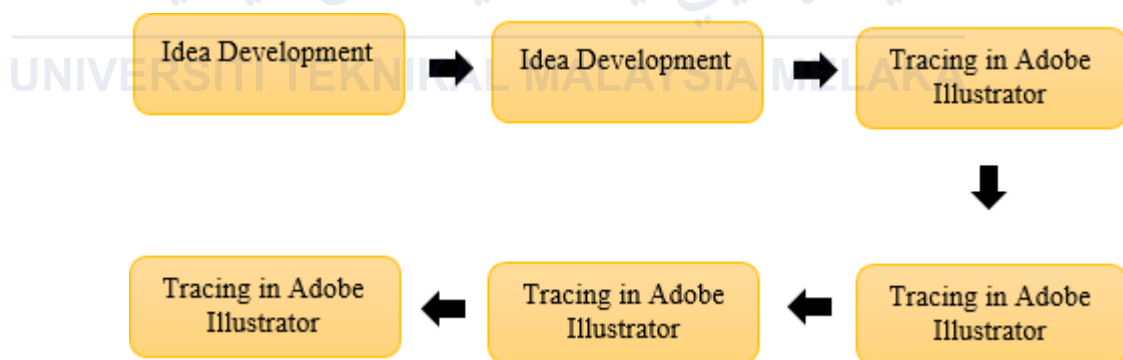 Idea Development
Idea Development
Tracing in Adobe
Illustrator
UNIVERSITI TEKNIKAL MALAYSIA MELAKA
Tracing in Adobe
Illustrator
Tracing in Adobe
Illustrator
Tracing in Adobe
Illustrator